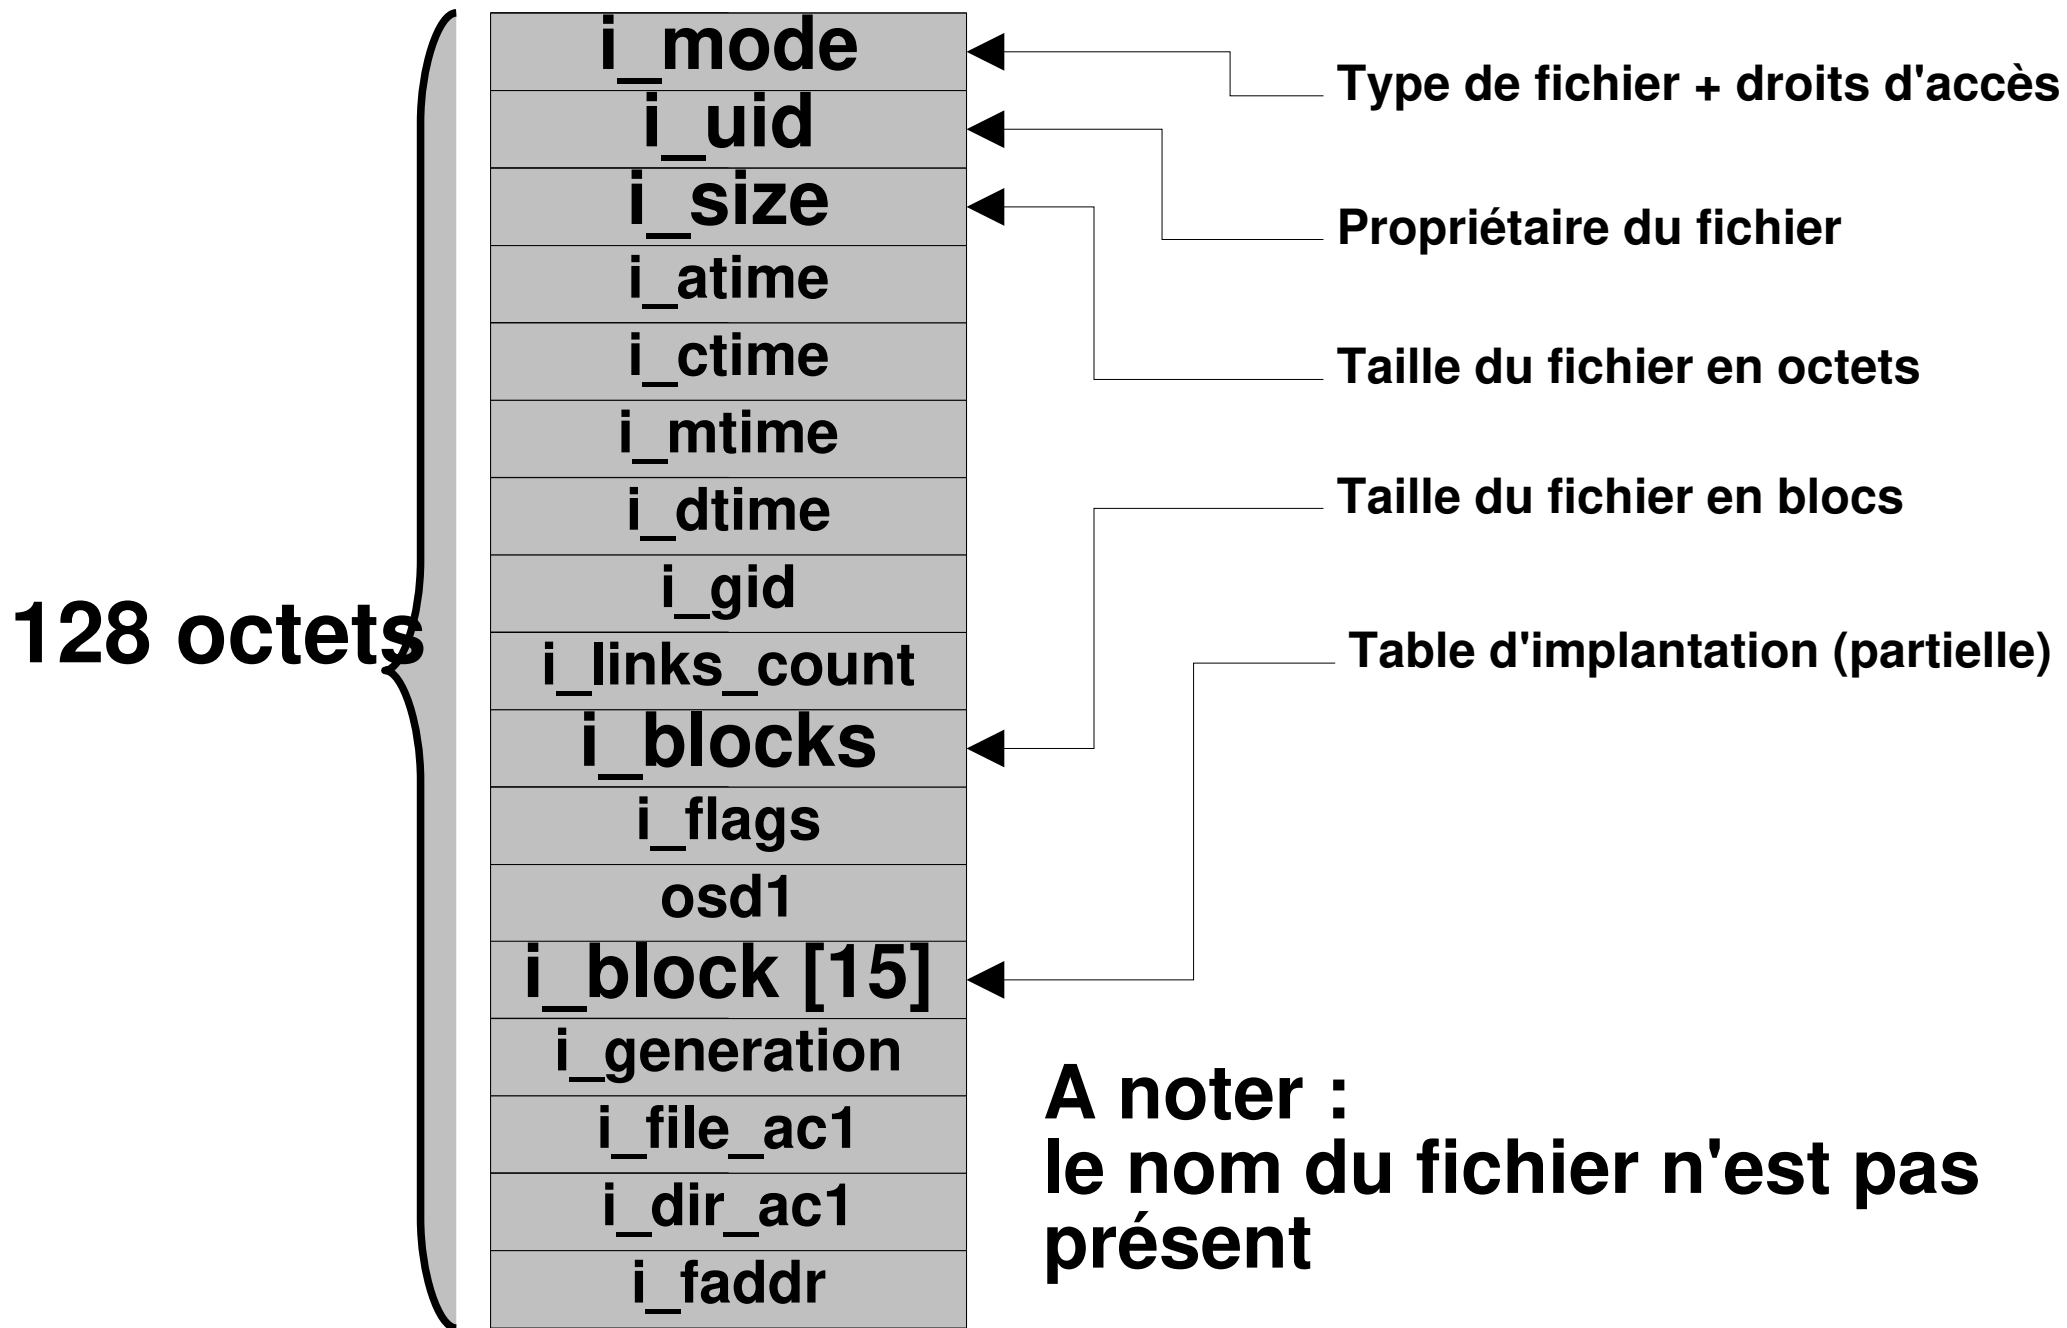 i_mode
Type de fichier + droits d'accès
i_uid
i_size
Propriétaire du fichier
i_atime
i_ctime
Taille du fichier en octets
i_mtime
i_dtime
Taille du fichier en blocs
i_gid
128 octets
i_links_count
Table d'implantation (partielle)
i_blocks
i_flags
osd1
i_block [15]
i_generation
i_file_ac1
i_dir_ac1
i_faddr
A noter :
le nom du fichier n'est pas
présent